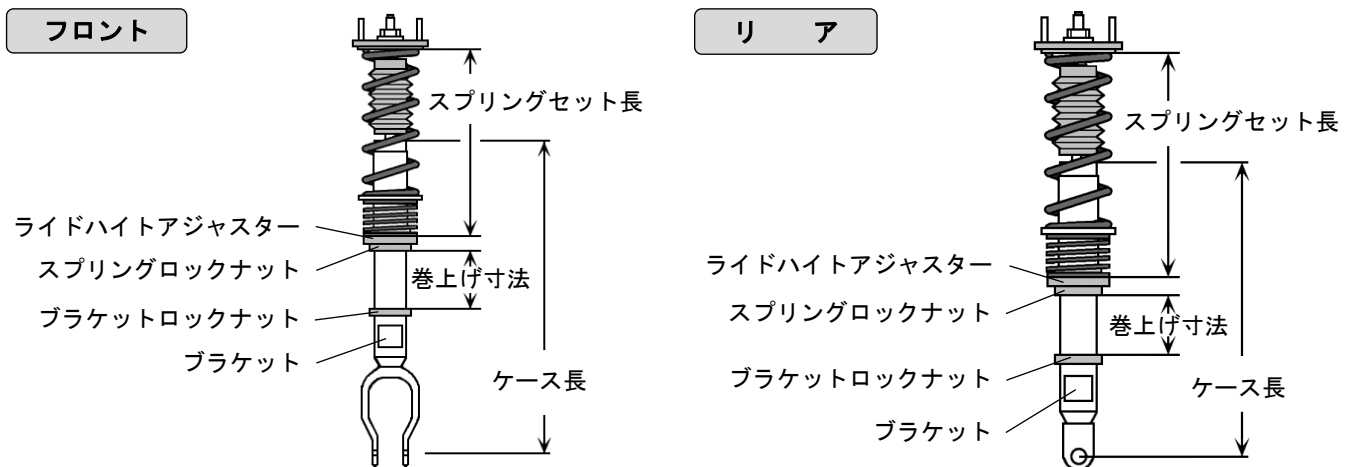 フロント
スプリングセット長
ライドハイトアジャスター
スプリングロックナット
巻上げ寸法
ブラケットロックナット
ブラケット
ケース長
リ　ア
スプリングセット長
ライドハイトアジャスター
スプリングロックナット
巻上げ寸法
ブラケットロックナット
ケース長
ブラケット